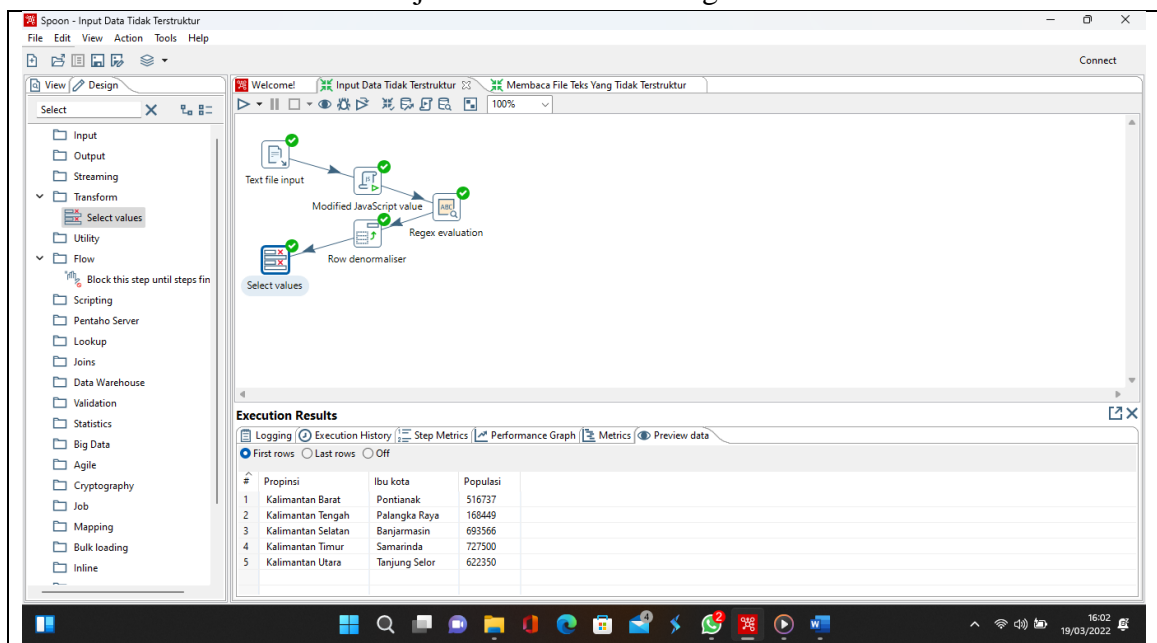 Spoon - Input Data Tidak Terstruktur
File Edit View Action Tools Help
Connect
View Design
Welcome! Input Data Tidak Terstruktur Membaca File Teks Yang Tidak Terstruktur
Select
100%
Input
Output
Streaming
Transform
Select values
Utility
Flow
Block this step until steps fin
Scripting
Pentaho Server
Lookup
Joins
Data Warehouse
Validation
Statistics
Big Data
Agile
Cryptography
Job
Mapping
Bulk loading
Inline
Text file input
Modified JavaScript value
Regex evaluation
Row denormaliser
Select values
Execution Results
Logging Execution History Step Metrics Performance Graph Metrics Preview data
First rows Last rows Off
# Propinsi Ibu kota Populasi
1 Kalimantan Barat Pontianak 516737
2 Kalimantan Tengah Palangka Raya 168449
3 Kalimantan Selatan Banjarmasin 693566
4 Kalimantan Timur Samarinda 727500
5 Kalimantan Utara Tanjung Selor 622350
16:02
19/03/2022